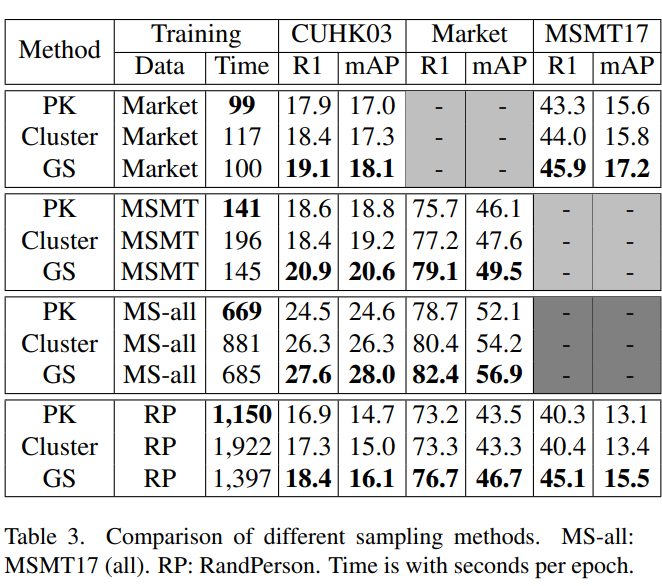 Method Training CUHK03 Market MSMT17
Data Time R1 mAP R1 mAP R1 mAP
PK Market 99 17.9 17.0 - - 43.3 15.6
Cluster Market 117 18.4 17.3 - - 44.0 15.8
GS Market 100 19.1 18.1 - - 45.9 17.2
PK MSMT 141 18.6 18.8 75.7 46.1 - -
Cluster MSMT 196 18.4 19.2 77.2 47.6 - -
GS MSMT 145 20.9 20.6 79.1 49.5 - -
PK MS-all 669 24.5 24.6 78.7 52.1 - -
Cluster MS-all 881 26.3 26.3 80.4 54.2 - -
GS MS-all 685 27.6 28.0 82.4 56.9 - -
PK RP 1,150 16.9 14.7 73.2 43.5 40.3 13.1
Cluster RP 1,922 17.3 15.0 73.3 43.3 40.4 13.4
GS RP 1,397 18.4 16.1 76.7 46.7 45.1 15.5
Table 3. Comparison of different sampling methods. MS-all:
MSMT17 (all). RP: RandPerson. Time is with seconds per epoch.